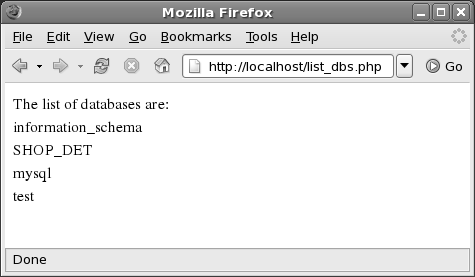 Mozilla Firefox
File Edit View Go Bookmarks Tools Help
http://localhost/list_dbs.php Go
The list of databases are:
information_schema
SHOP_DET
mysql
test
Done